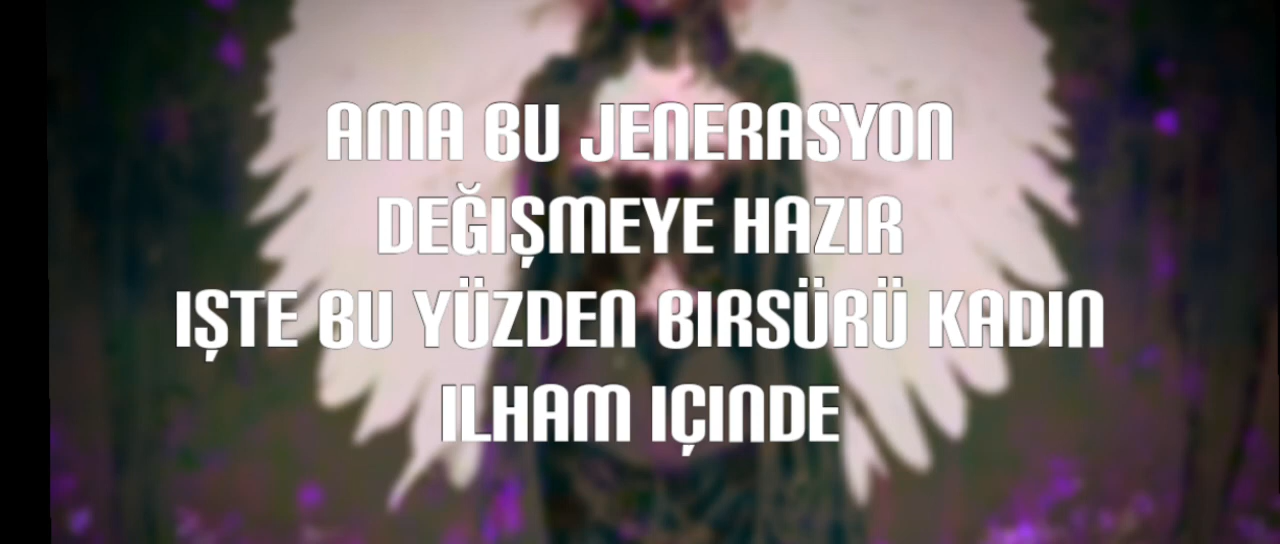 AMA BU JENERASYON
DEĞIŞMEYE HAZIR
IŞTE BU YÜZDEN BIRSÜRÜ KADIN
ILHAM IÇINDE